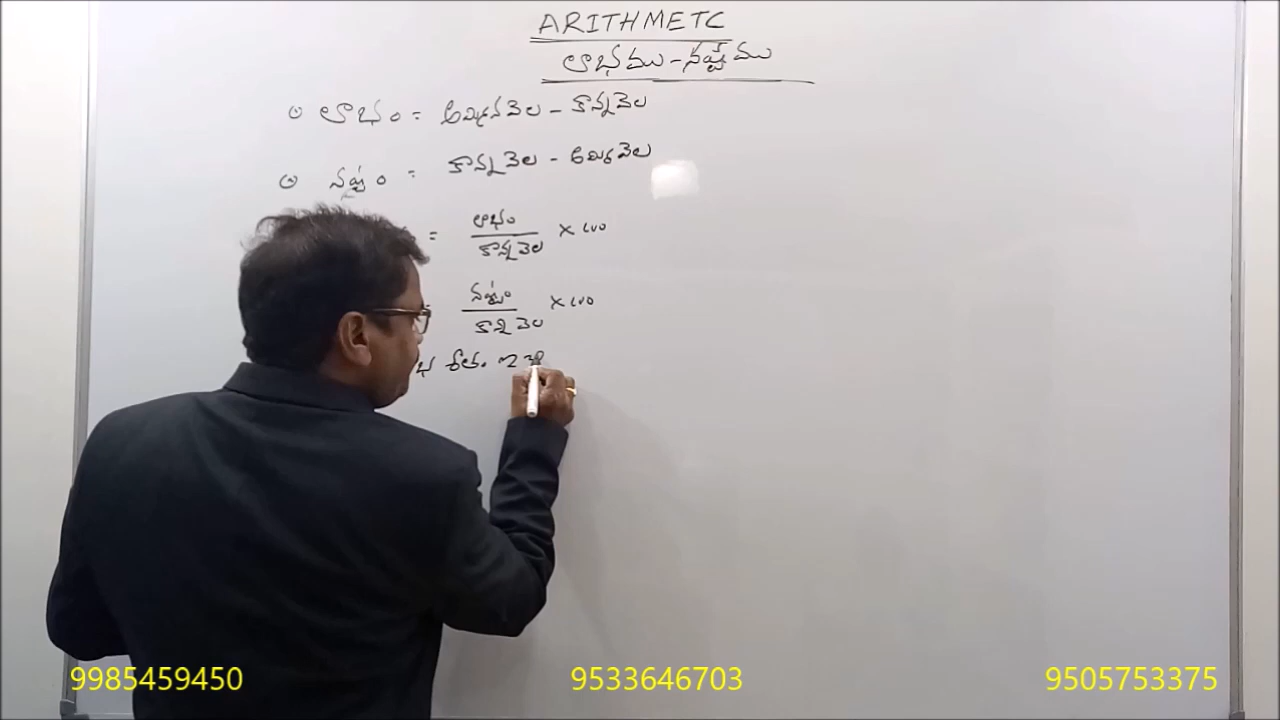 ARITHMETC
లాభము - నష్టము
⊙ లాభం = అమ్మినవెల - కొన్నవెల
⊙ నష్టం = కొన్నవెల - అమ్మినవెల
= లాభం / కొన్నవెల × 100
= నష్టం / కొన్నవెల × 100
భ శతం
9985459450 9533646703 9505753375